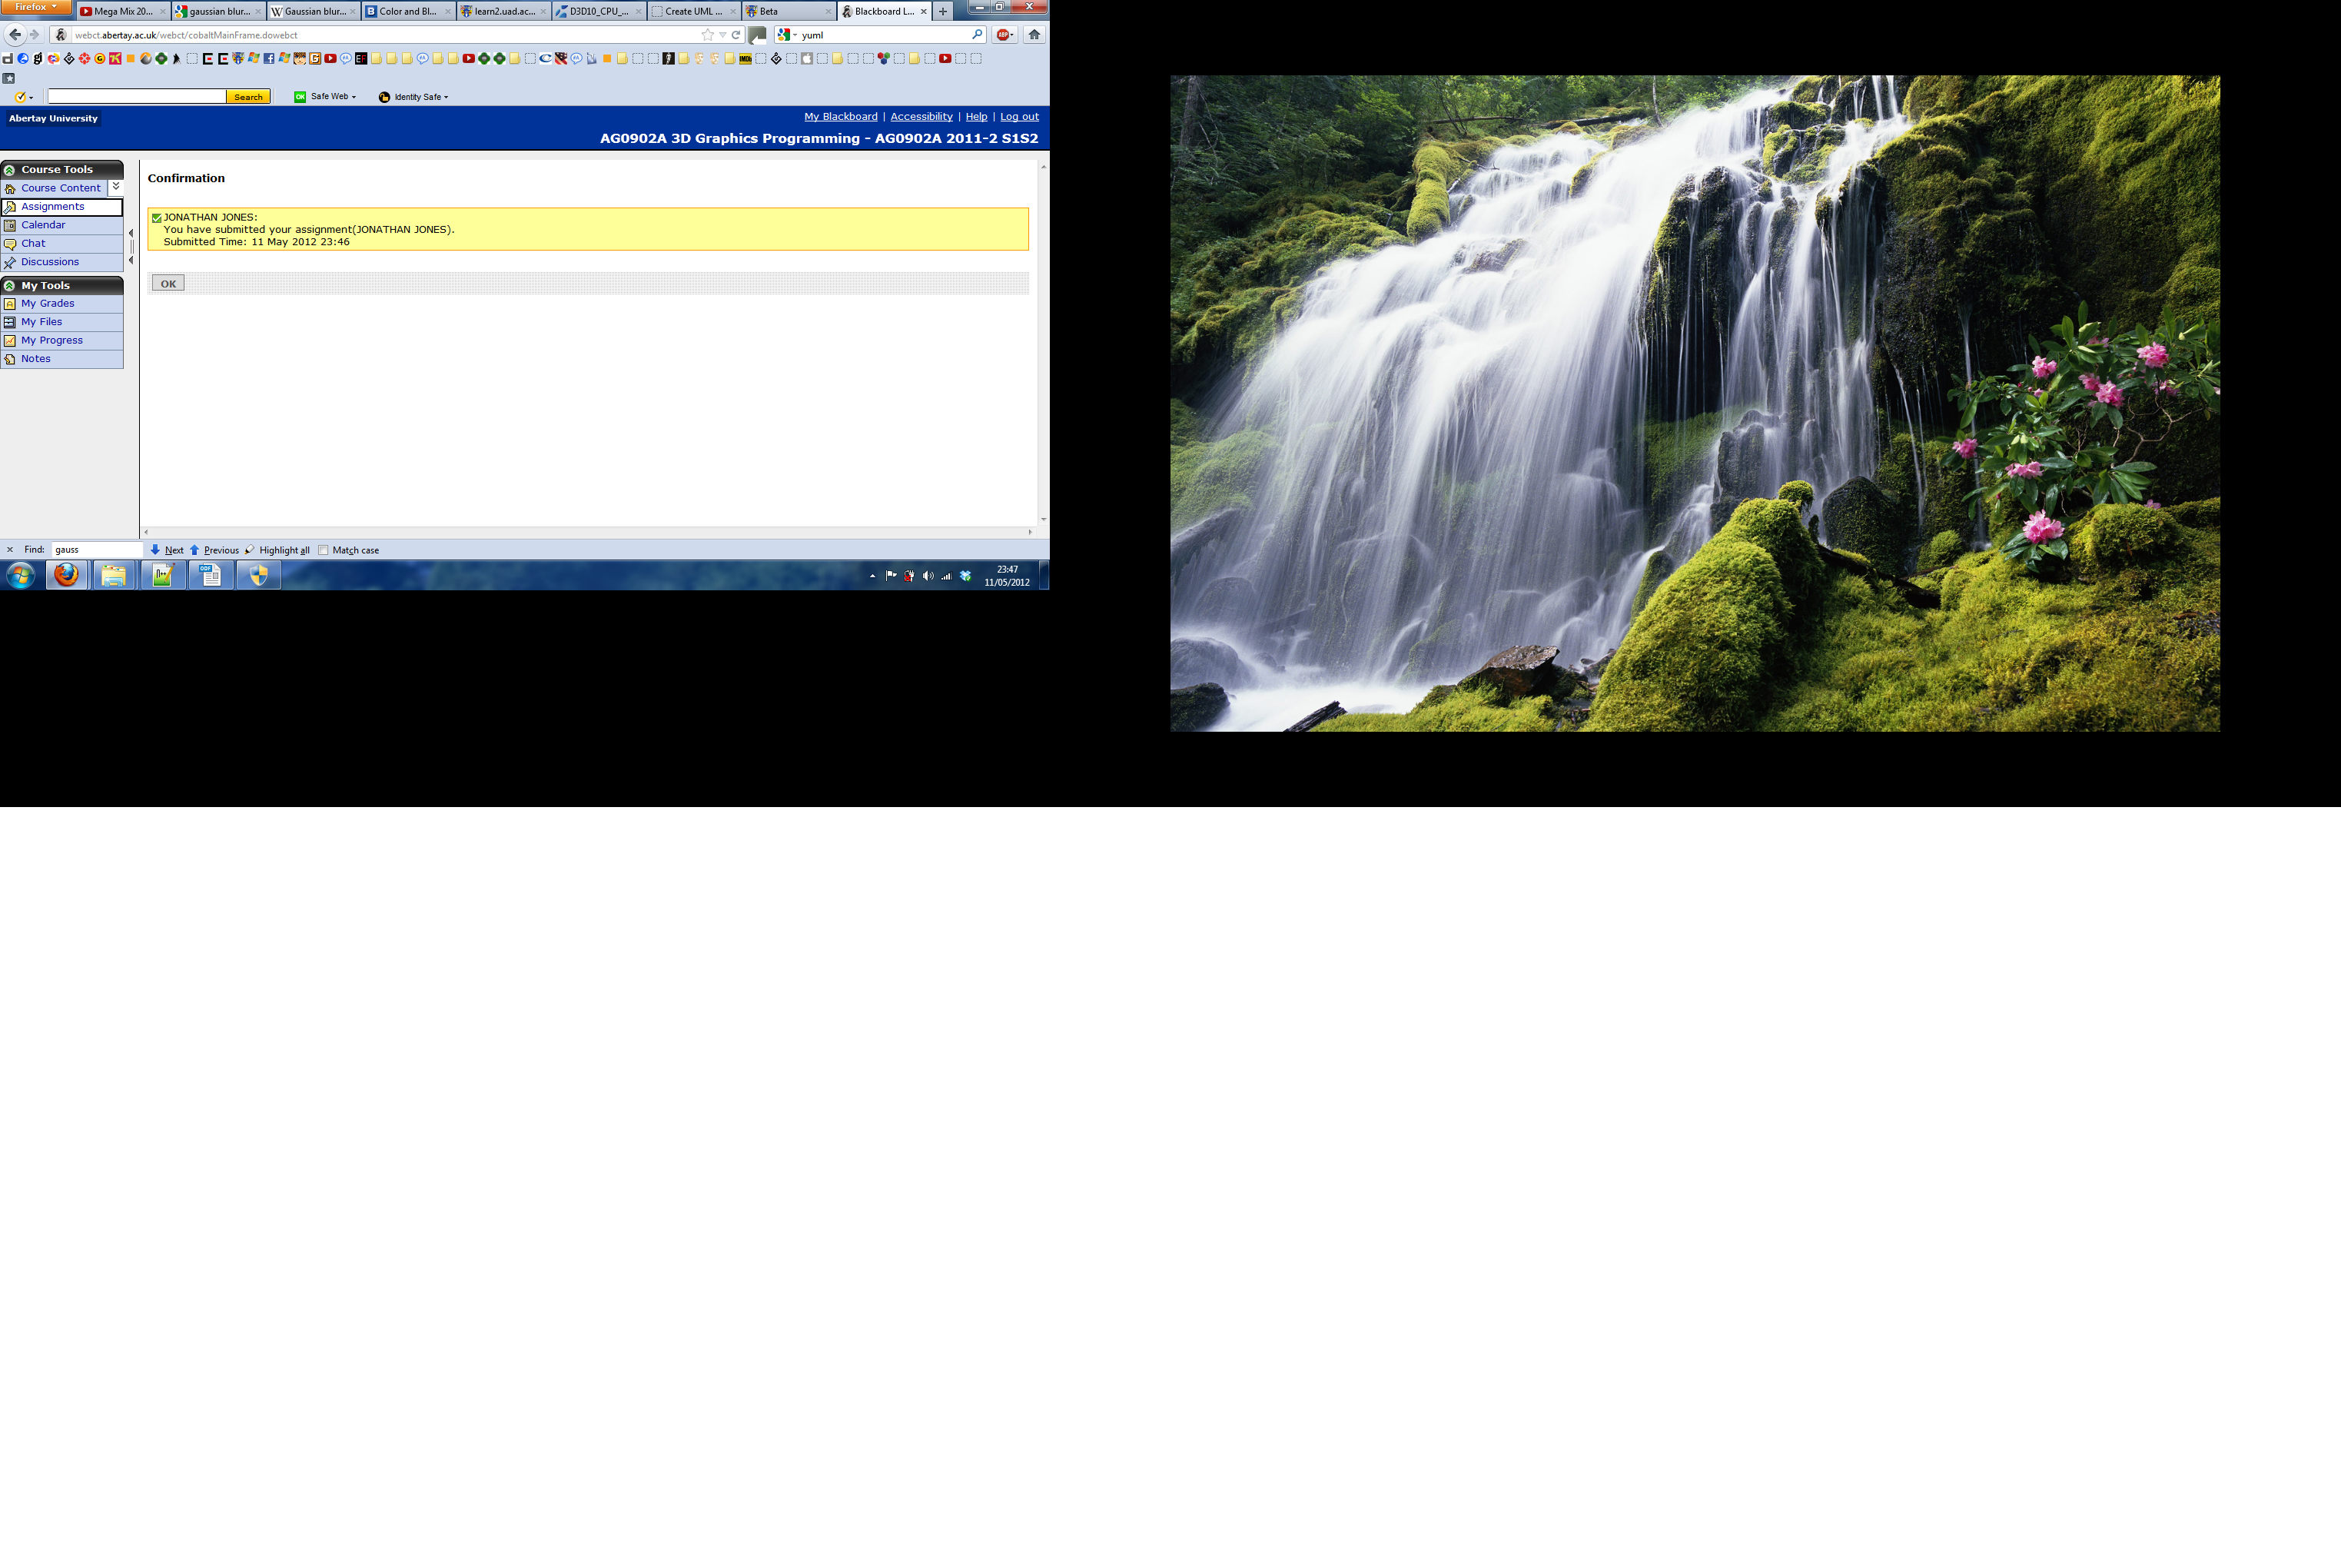 Firefox
Mega Mix 20...
gaussian blur...
Gaussian blur...
Color and Bl...
learn2.uad.ac...
D3D10_CPU_...
Create UML ...
Beta
Blackboard L...
webct.abertay.ac.uk/webct/cobaltMainFrame.dowebct
yuml
Search
Safe Web
Identity Safe
Abertay University
My Blackboard | Accessibility | Help | Log out
AG0902A 3D Graphics Programming - AG0902A 2011-2 S1S2
Course Tools
Course Content
Assignments
Calendar
Chat
Discussions
My Tools
My Grades
My Files
My Progress
Notes
Confirmation
JONATHAN JONES:
You have submitted your assignment(JONATHAN JONES).
Submitted Time: 11 May 2012 23:46
OK
Find: gauss Next Previous Highlight all Match case
23:47
11/05/2012